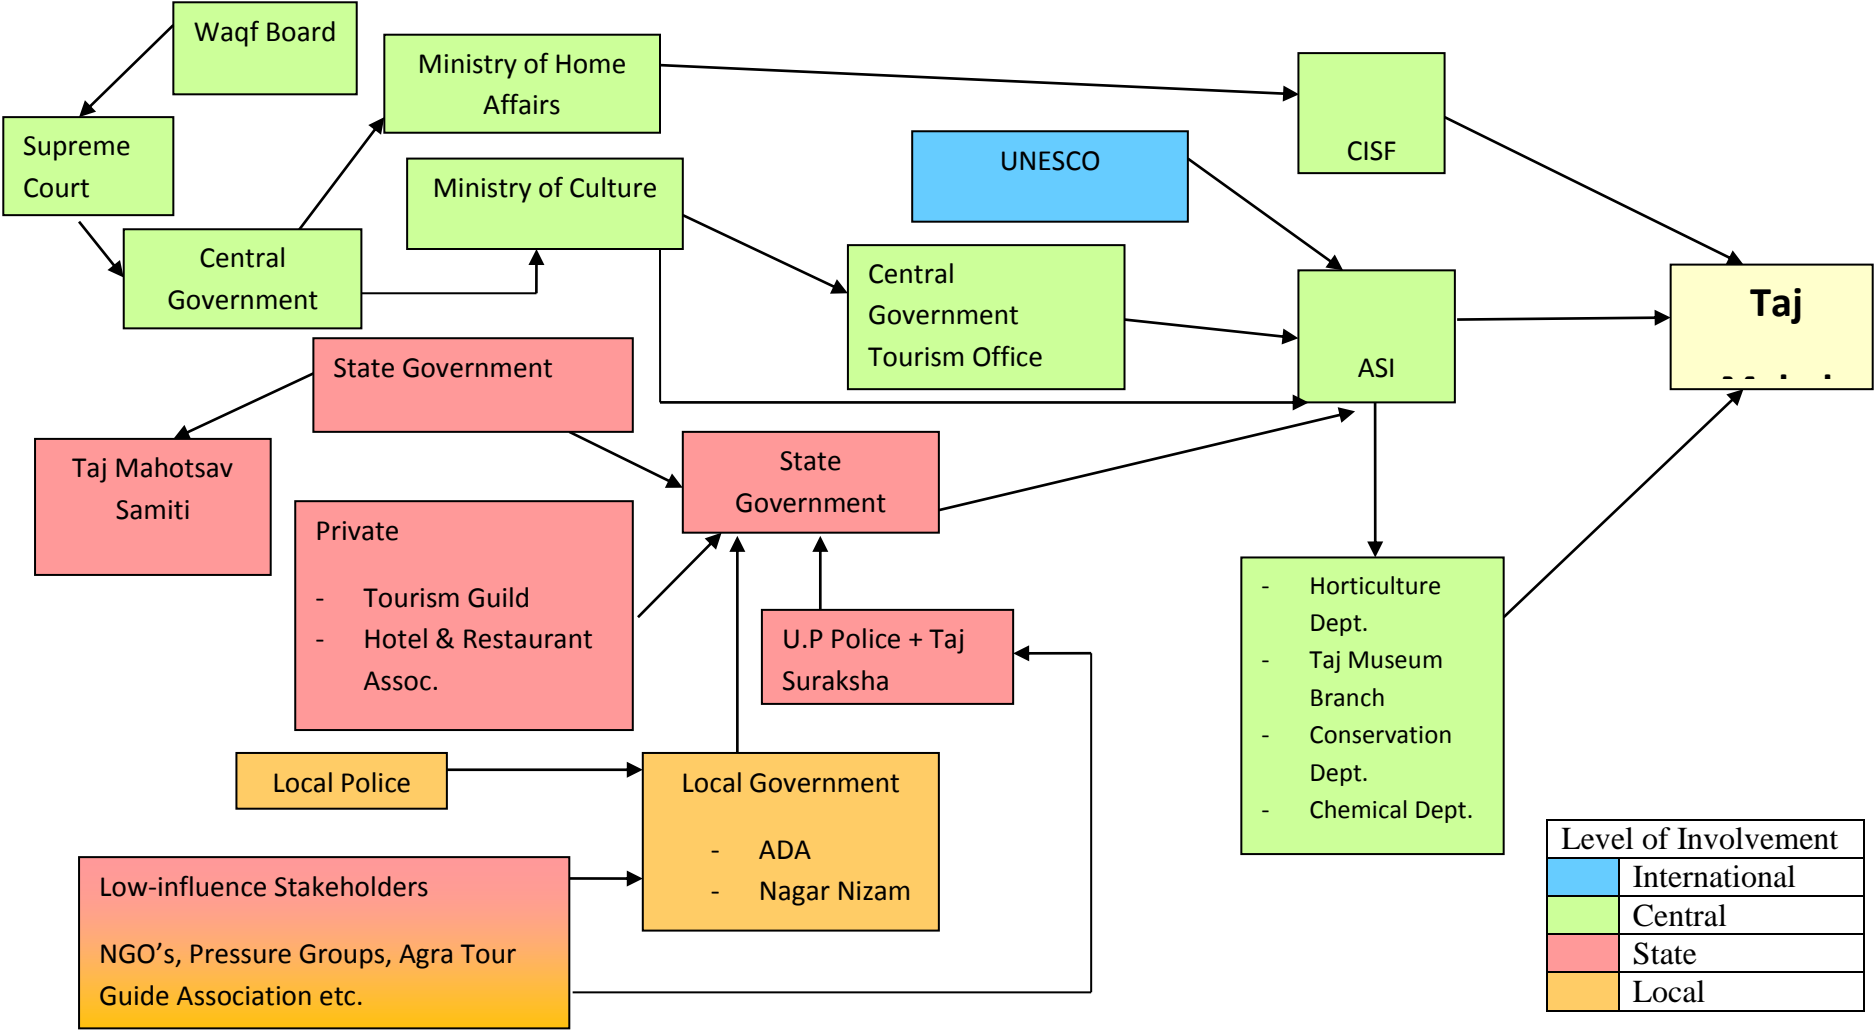 Waqf Board
Ministry of Home
Affairs
Supreme
Court
CISF
UNESCO
Ministry of Culture
Central
Government
Central
Government
Tourism Office
ASI
Taj
State Government
Taj Mahotsav
Samiti
State
Government
Private
- Tourism Guild
- Hotel & Restaurant
Assoc.
U.P Police + Taj
Suraksha
- Horticulture
Dept.
- Taj Museum
Branch
- Conservation
Dept.
- Chemical Dept.
Local Police
Local Government
- ADA
- Nagar Nizam
Low-influence Stakeholders
NGO’s, Pressure Groups, Agra Tour
Guide Association etc.
Level of Involvement
International
Central
State
Local